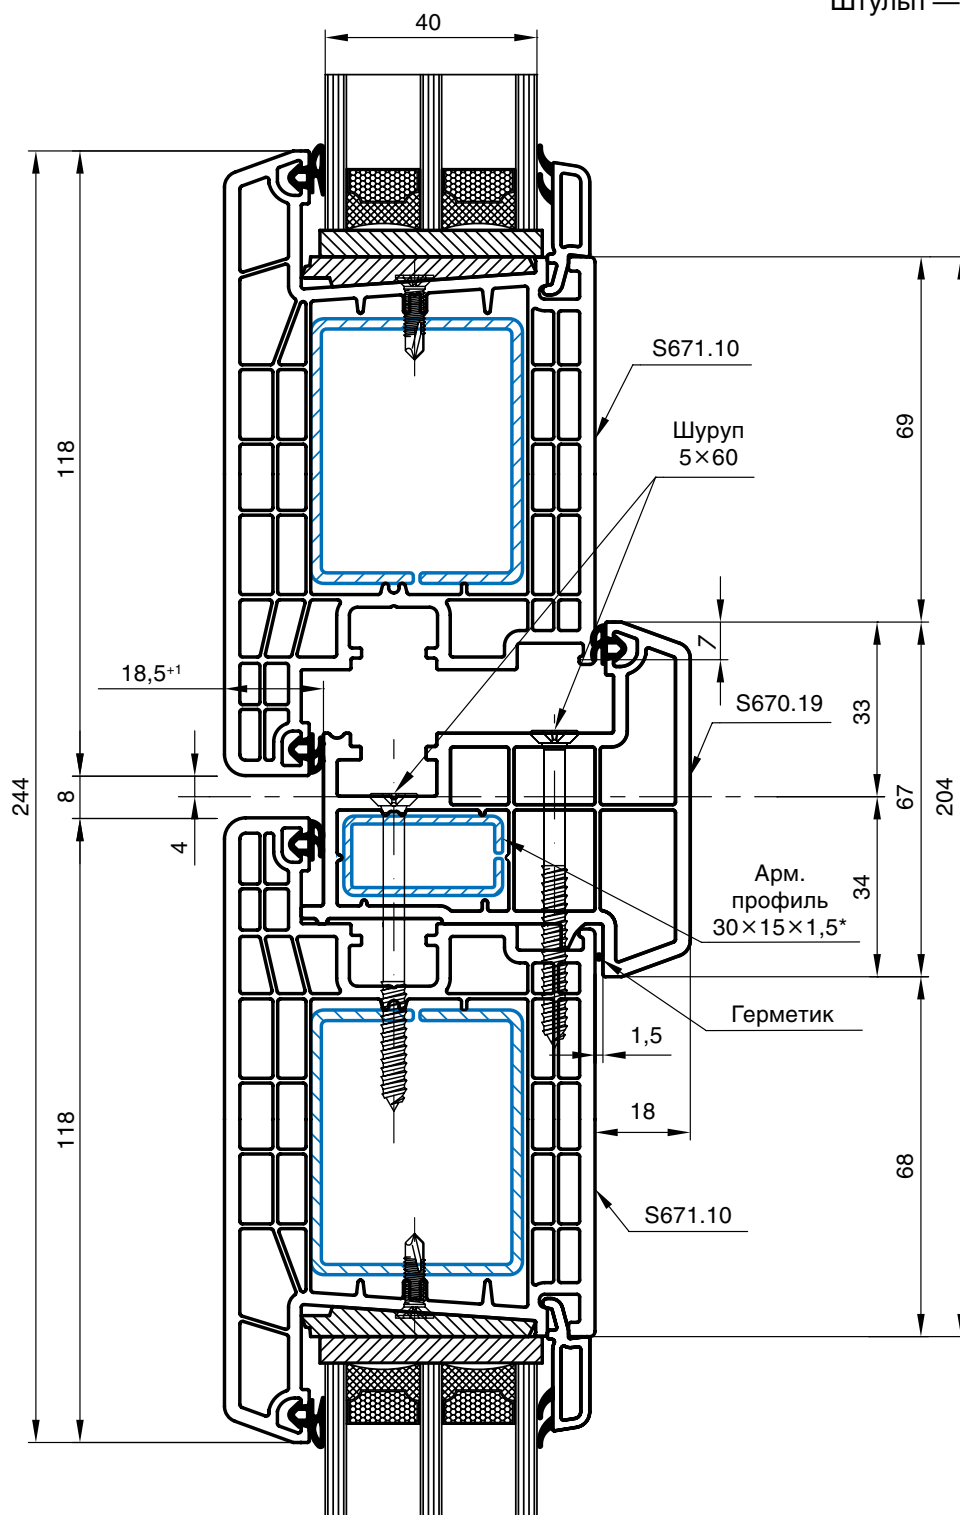 Штульп —
40
S671.10
Шуруп
5×60
69
118
7
18,5⁺¹
S670.19
33
244
8
67
204
4
34
Арм.
профиль
30×15×1,5*
Герметик
1,5
18
118
68
S671.10